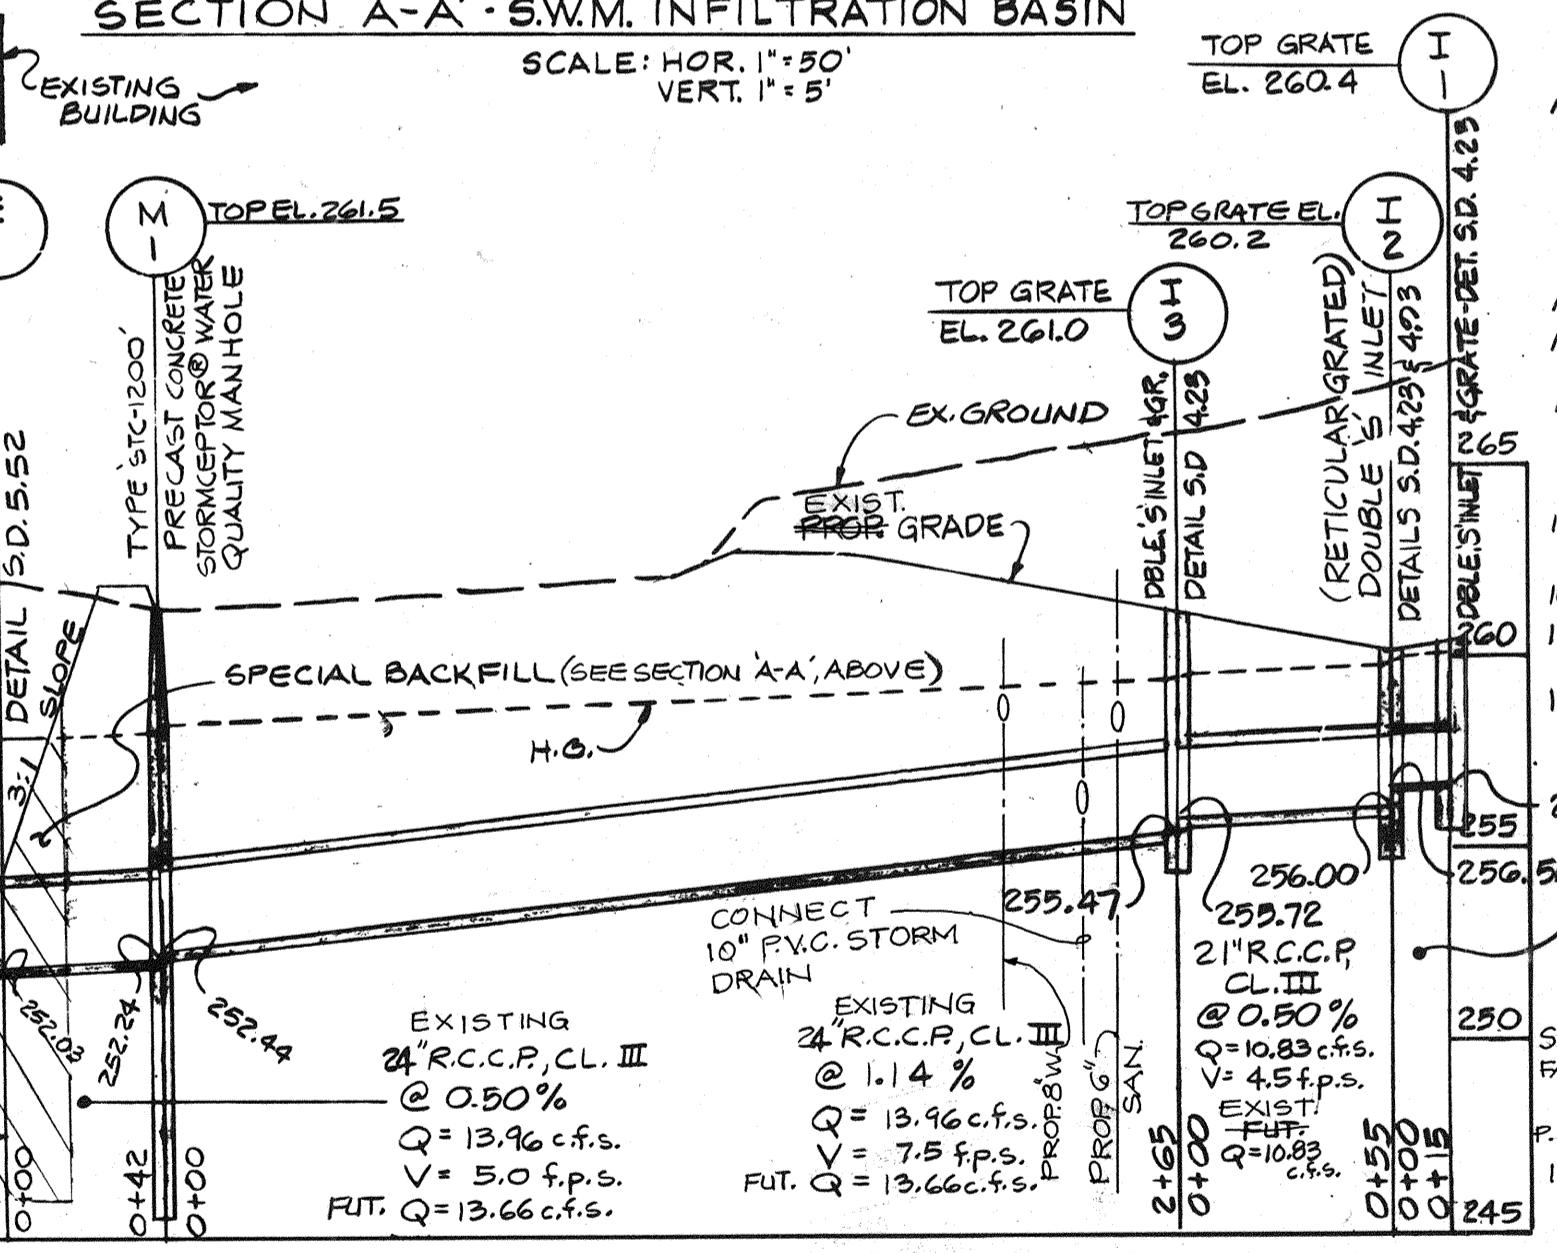 SECTION A-A' · S.W.M. INFILTRATION BASIN
SCALE: HOR. 1" = 50'
VERT. 1" = 5'
EXISTING
BUILDING
TOP GRATE
EL. 260.4
I
1
M
1
TOP EL. 261.5
TOP GRATE EL.
260.2
I
2
TOP GRATE
EL. 261.0
I
3
DETAIL S.D. 5.52
TYPE 'STC-1200'
PRECAST CONCRETE
STORMCEPTOR® WATER
QUALITY MANHOLE
EX. GROUND
EXIST.
PROP. GRADE
DBLE.'S' INLET & GR.
DETAIL S.D 4.23
(RETICULAR GRATED)
DOUBLE 'S' INLET
DETAILS S.D. 4.23 &
DBLE.'S' INLET & GRATE-DET. S.D. 4.23
265
260
255
250
245
3:1 SLOPE
SPECIAL BACKFILL (SEE SECTION 'A-A', ABOVE)
H.G.
255.47
255.72
256.00
256.5
252.03
252.24
252.44
CONNECT
10" P.V.C. STORM
DRAIN
EXISTING
24" R.C.C.P., CL. III
@ 0.50%
Q = 13.96 c.f.s.
V = 5.0 f.p.s.
FUT. Q = 13.66 c.f.s.
EXISTING
24" R.C.C.P., CL. III
@ 1.14 %
Q = 13.96 c.f.s.
V = 7.5 f.p.s.
FUT. Q = 13.66 c.f.s.
PROP. 8" W.
PROP. 6"
SAN.
21" R.C.C.P,
CL. III
@ 0.50%
Q = 10.83 c.f.s.
V = 4.5 f.p.s.
EXIST.
FUT.
Q = 10.83
c.f.s.
0+00
0+42
0+00
2+65
0+00
0+55
0+00
0+15